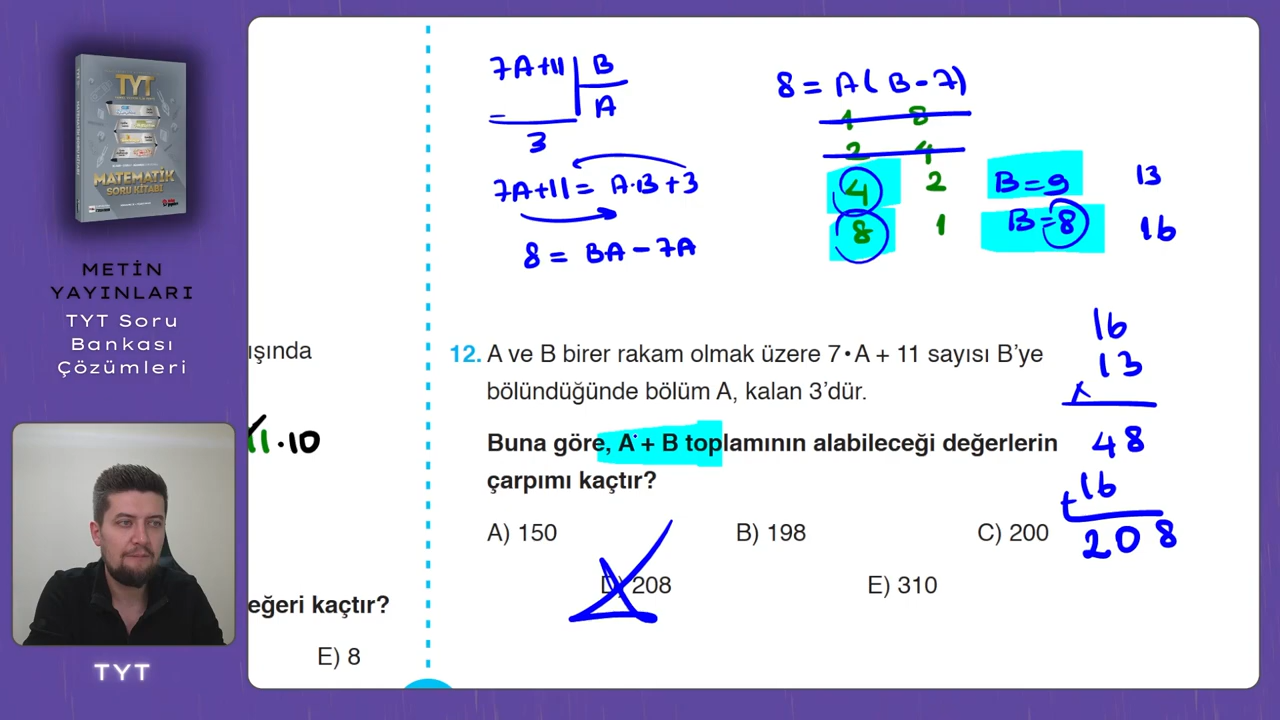 TYT
MATEMATİK
SORU KİTABI
METİN
YAYINLARI
TYT Soru
Bankası
Çözümleri
TYT
ışında
11 · 10
eğeri kaçtır?
E) 8
7A+11 | B
A
3
7A+11 = A·B+3
8 = BA - 7A
8 = A( B - 7)
1 8
2 4
4 2 B = 9 13
8 1 B = 8 16
12. A ve B birer rakam olmak üzere 7•A + 11 sayısı B’ye
bölündüğünde bölüm A, kalan 3’dür.
Buna göre, A + B toplamının alabileceği değerlerin
çarpımı kaçtır?
A) 150 B) 198 C) 200
D) 208 E) 310
16
13
x
48
+16
208